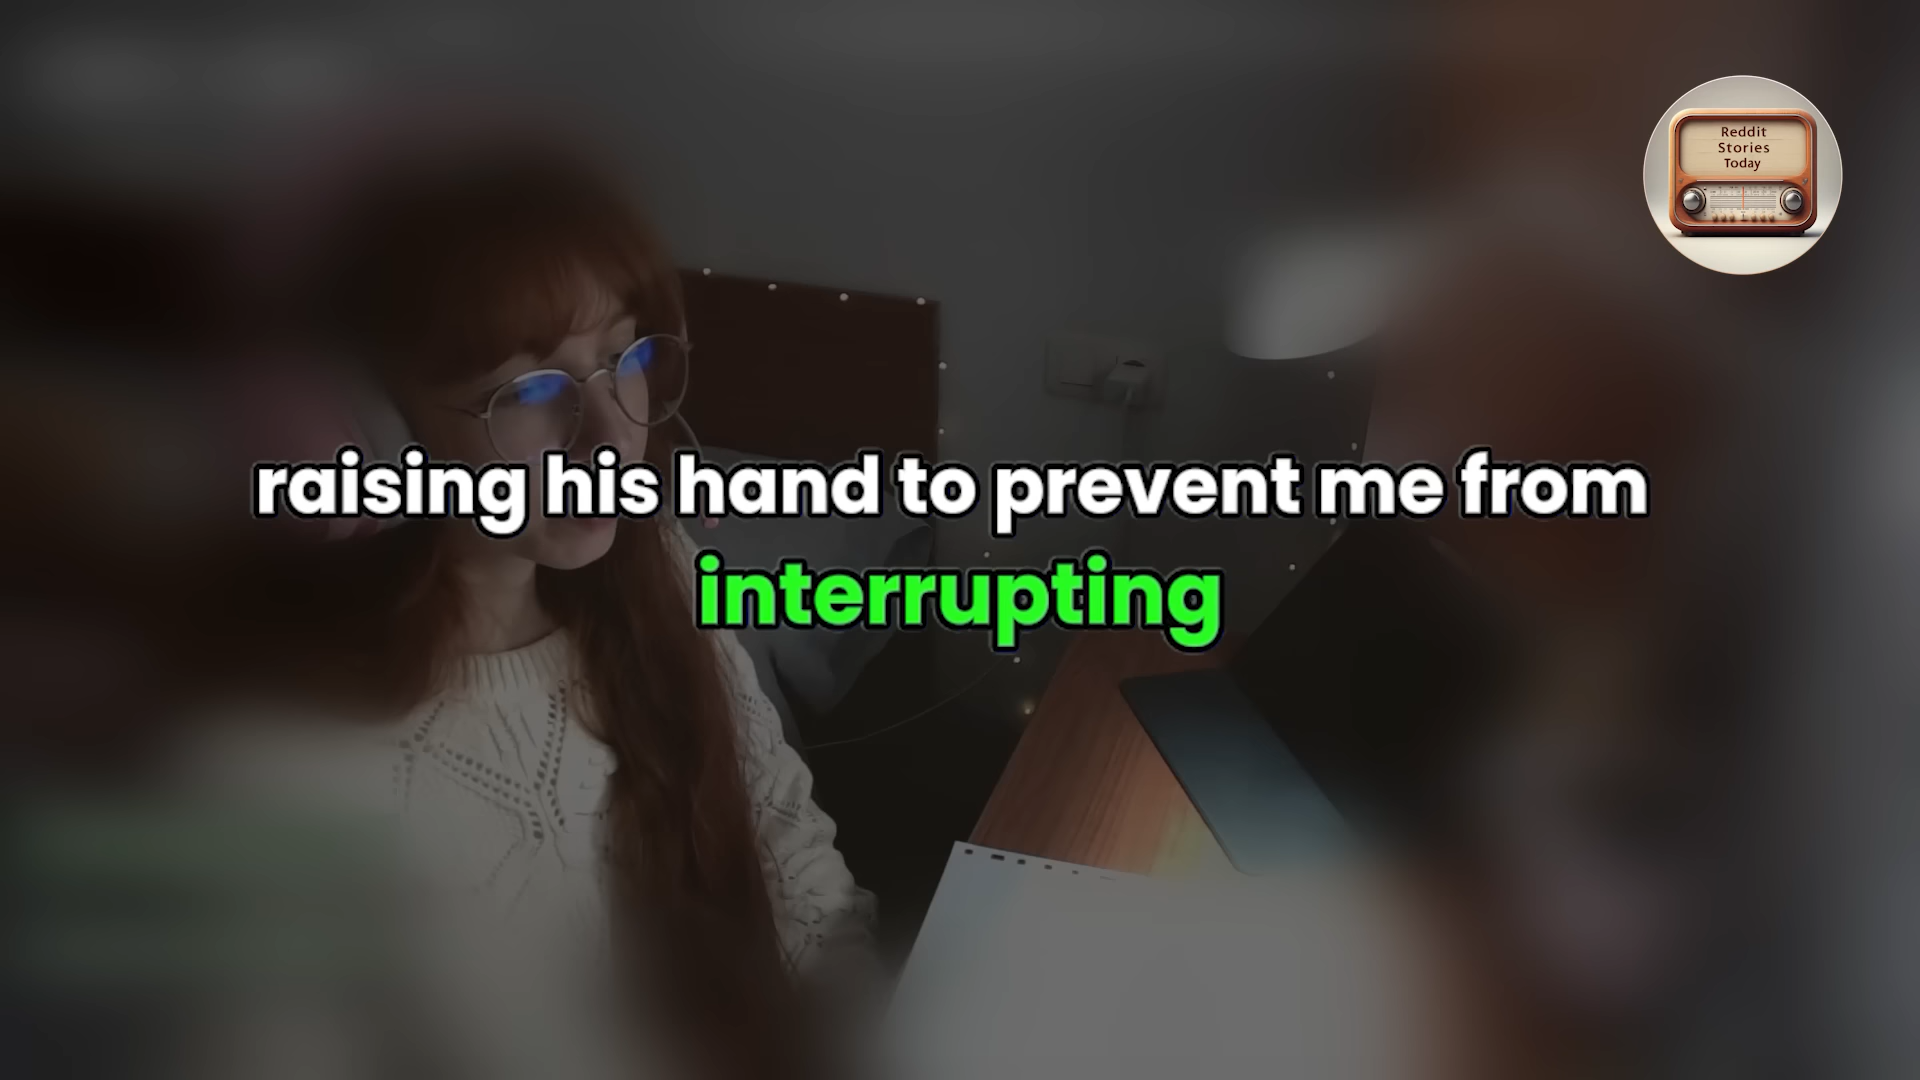 Reddit
Stories
Today
raising his hand to prevent me from
interrupting